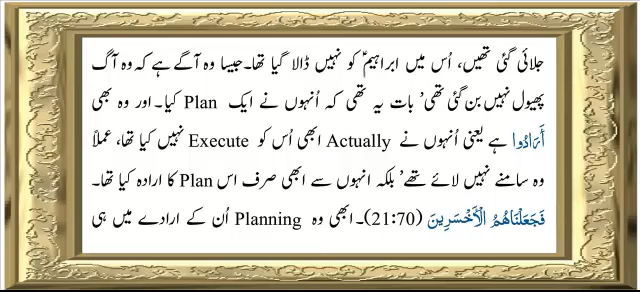 جلائی گئی تھیں، اُس میں ابراہیمؑ کو نہیں ڈالا گیا تھا۔ جیسا وہ آگے ہے کہ وہ آگ
پھول نہیں بن گئی تھی’ بات یہ تھی کہ اُنہوں نے ایک Plan کیا۔ اور وہ بھی
أَرَادُوا ہے یعنی اُنہوں نے Actually ابھی اُس کو Execute نہیں کیا تھا، عملاً
وہ سامنے نہیں لائے تھے’ بلکہ انہوں سے ابھی صرف اس Plan کا ارادہ کیا تھا۔
فَجَعَلْنَاهُمُ الْأَخْسَرِينَ (21:70)۔ ابھی وہ Planning اُن کے ارادے میں ہی